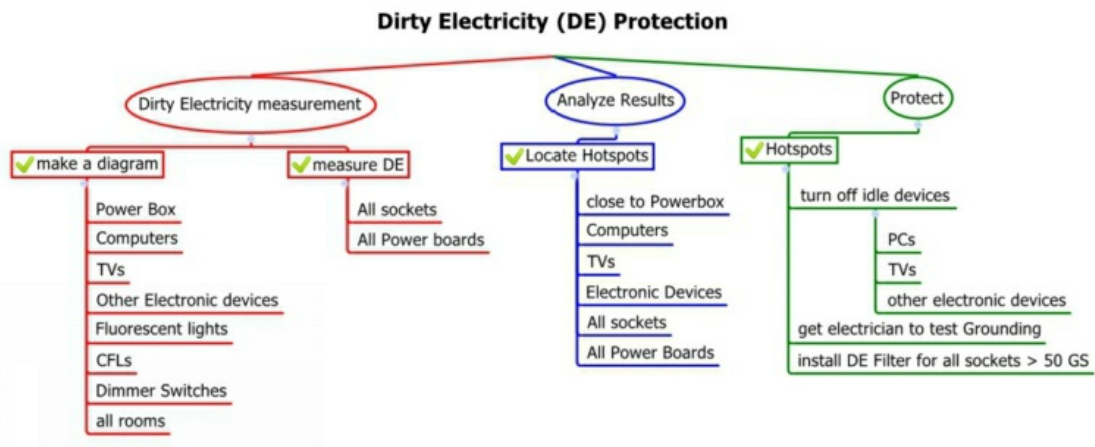 Dirty Electricity (DE) Protection
Dirty Electricity measurement
make a diagram
Power Box
Computers
TVs
Other Electronic devices
Fluorescent lights
CFLs
Dimmer Switches
all rooms
measure DE
All sockets
All Power boards
Analyze Results
Locate Hotspots
close to Powerbox
Computers
TVs
Electronic Devices
All sockets
All Power Boards
Protect
Hotspots
turn off idle devices
PCs
TVs
other electronic devices
get electrician to test Grounding
install DE Filter for all sockets > 50 GS